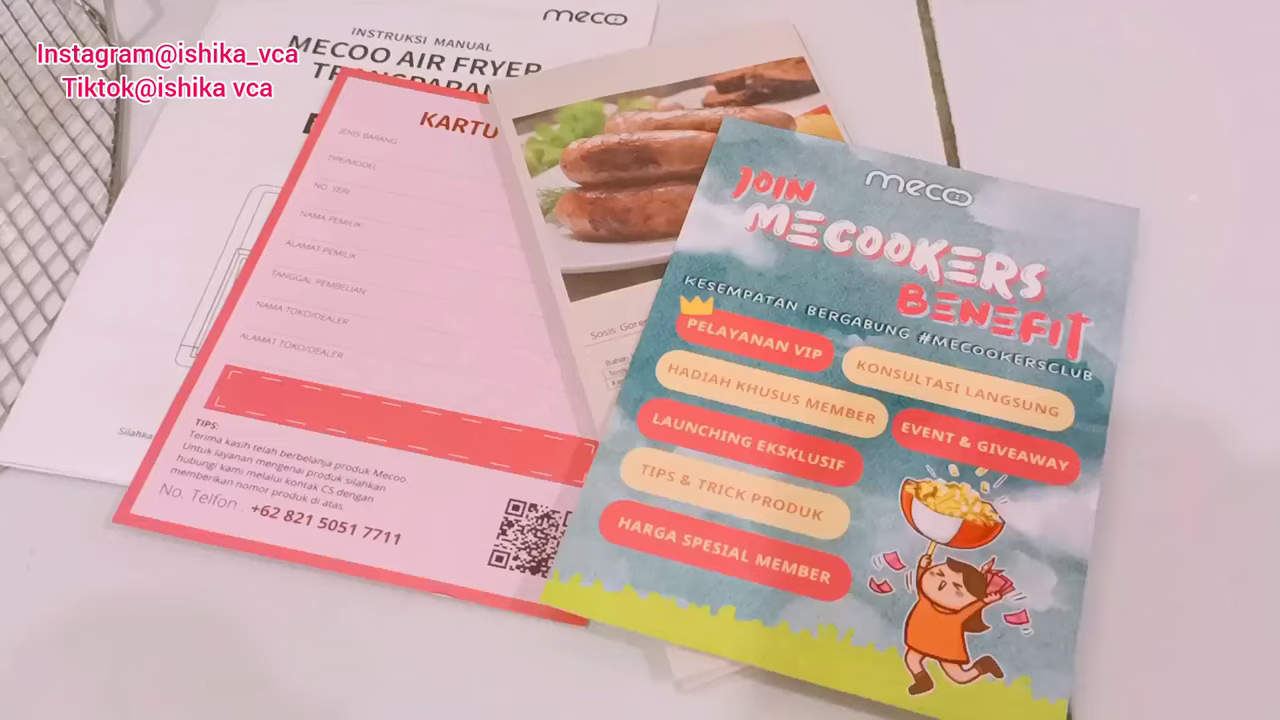 Instagram@ishika_vca
Tiktok@ishika vca
mecoo
INSTRUKSI MANUAL
MECOO AIR FRYER
KARTU
JENIS BARANG
TIPE/MODEL
NO. SERI
NAMA PEMILIK
ALAMAT PEMILIK
TANGGAL PEMBELIAN
NAMA TOKO/DEALER
ALAMAT TOKO/DEALER
TIPS:
Terima kasih telah berbelanja produk Mecoo.
Untuk layanan mengenai produk silahkan
hubungi kami melalui kontak CS dengan
memberikan nomor produk di atas.
No. Telfon. +62 821 5051 7711
Sosis
mecoo
JOIN
MECOOKERS
BENEFIT
KESEMPATAN BERGABUNG #MECOOKERSCLUB
PELAYANAN VIP
KONSULTASI LANGSUNG
HADIAH KHUSUS MEMBER
EVENT & GIVEAWAY
LAUNCHING EKSKLUSIF
TIPS & TRICK PRODUK
HARGA SPESIAL MEMBER